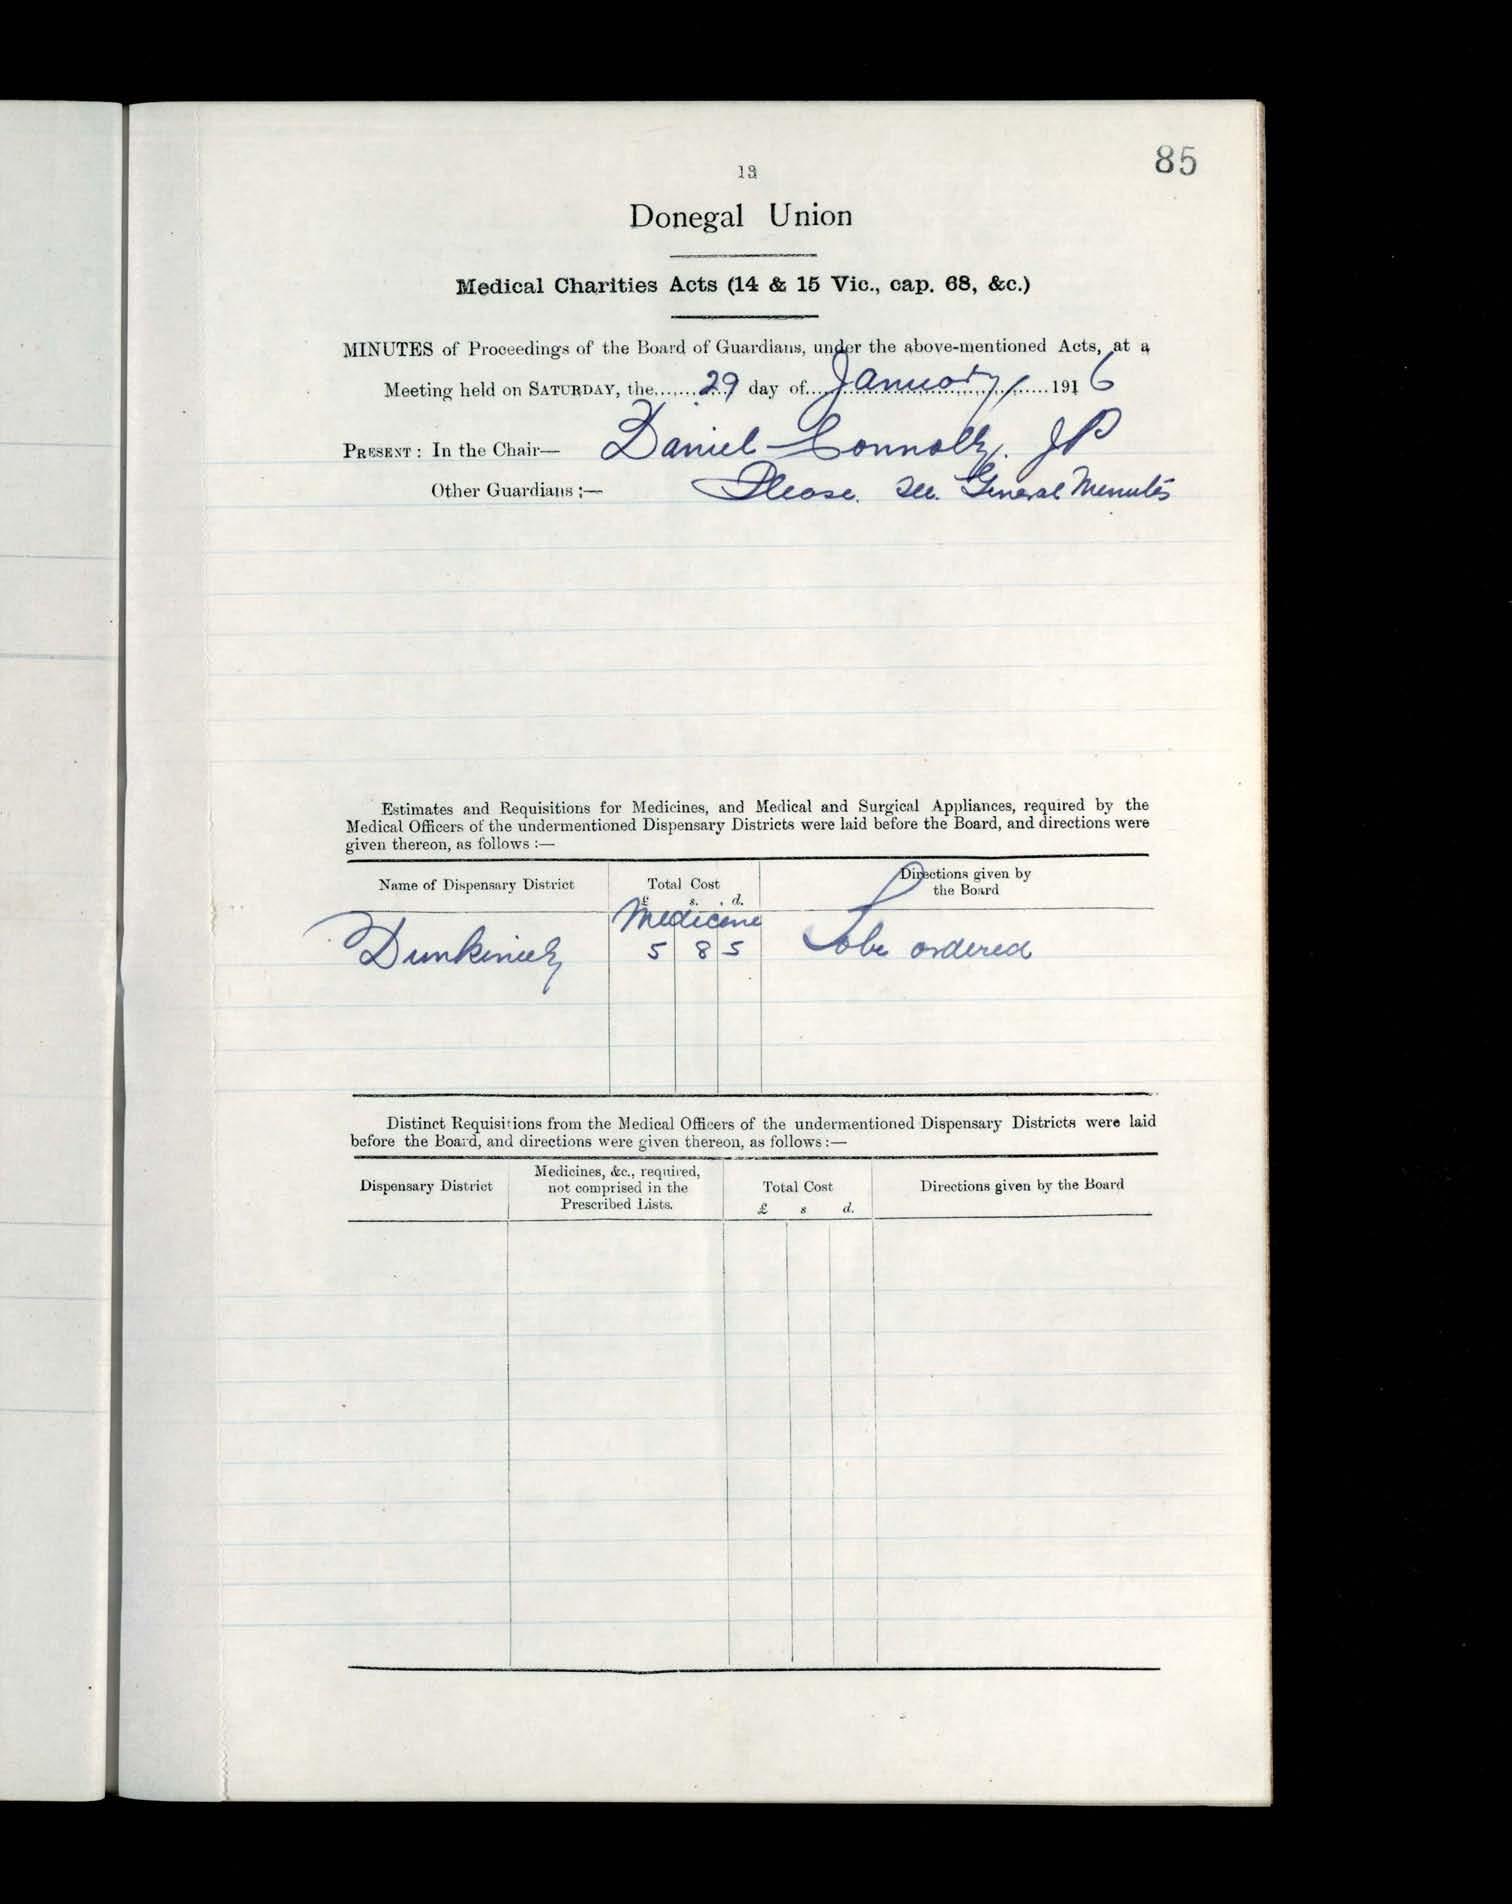 85
13
Donegal Union
Medical Charities Acts (14 & 15 Vic., cap. 68, &c.)
MINUTES of Proceedings of the Board of Guardians, under the above-mentioned Acts, at a
Meeting held on SATURDAY, the 29 day of January 1916
PRESENT: In the Chair— Daniel Connolly. JP
Other Guardians:— Please. See. General Menutes
Estimates and Requisitions for Medicines, and Medical and Surgical Appliances, required by the
Medical Officers of the undermentioned Dispensary Districts were laid before the Board, and directions were
given thereon, as follows:—
Name of Dispensary District Total Cost Directions given by
the Board
£ s. d.
Medicine
Dunkineely 5 8 5 To be ordered
Distinct Requisitions from the Medical Officers of the undermentioned Dispensary Districts were laid
before the Board, and directions were given thereon, as follows:—
Medicines, &c., required,
Dispensary District not comprised in the Total Cost Directions given by the Board
Prescribed Lists. £ s d.